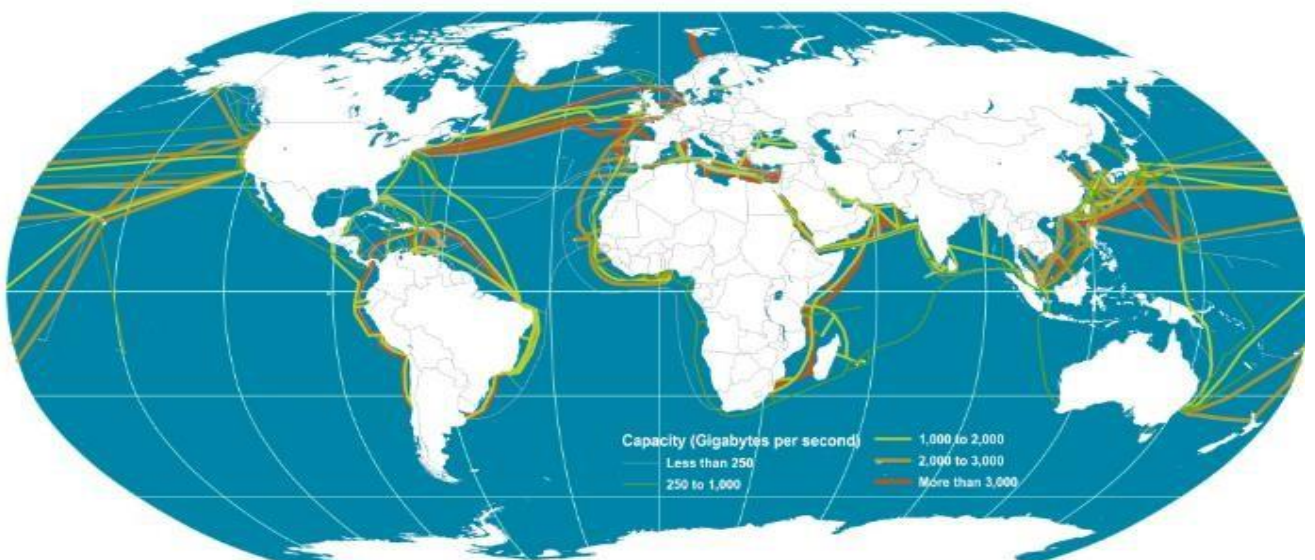 Capacity (Gigabytes per second)
Less than 250
250 to 1,000
1,000 to 2,000
2,000 to 3,000
More than 3,000